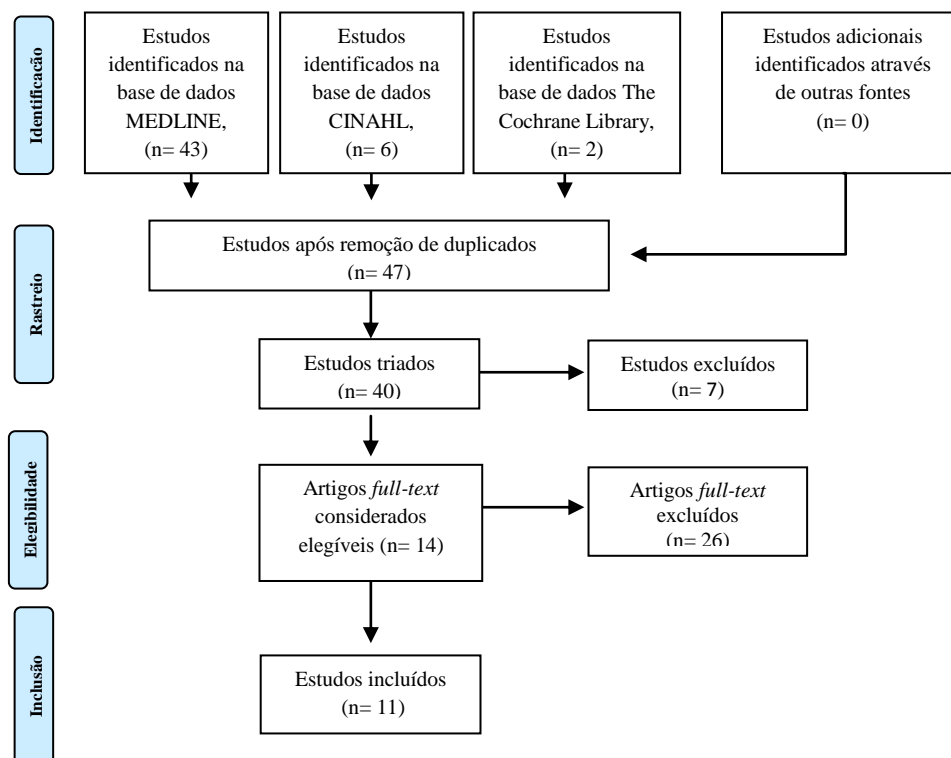 Identificação
Estudos
identificados na
base de dados
MEDLINE,
(n= 43)
Estudos
identificados na
base de dados
CINAHL,
(n= 6)
Estudos
identificados na
base de dados The
Cochrane Library,
(n= 2)
Estudos adicionais
identificados através
de outras fontes
(n= 0)
Rastreio
Estudos após remoção de duplicados
(n= 47)
Estudos triados
(n= 40)
Estudos excluídos
(n= 7)
Elegibilidade
Artigos full-text
considerados
elegíveis (n= 14)
Artigos full-text
excluídos
(n= 26)
Inclusão
Estudos incluídos
(n= 11)